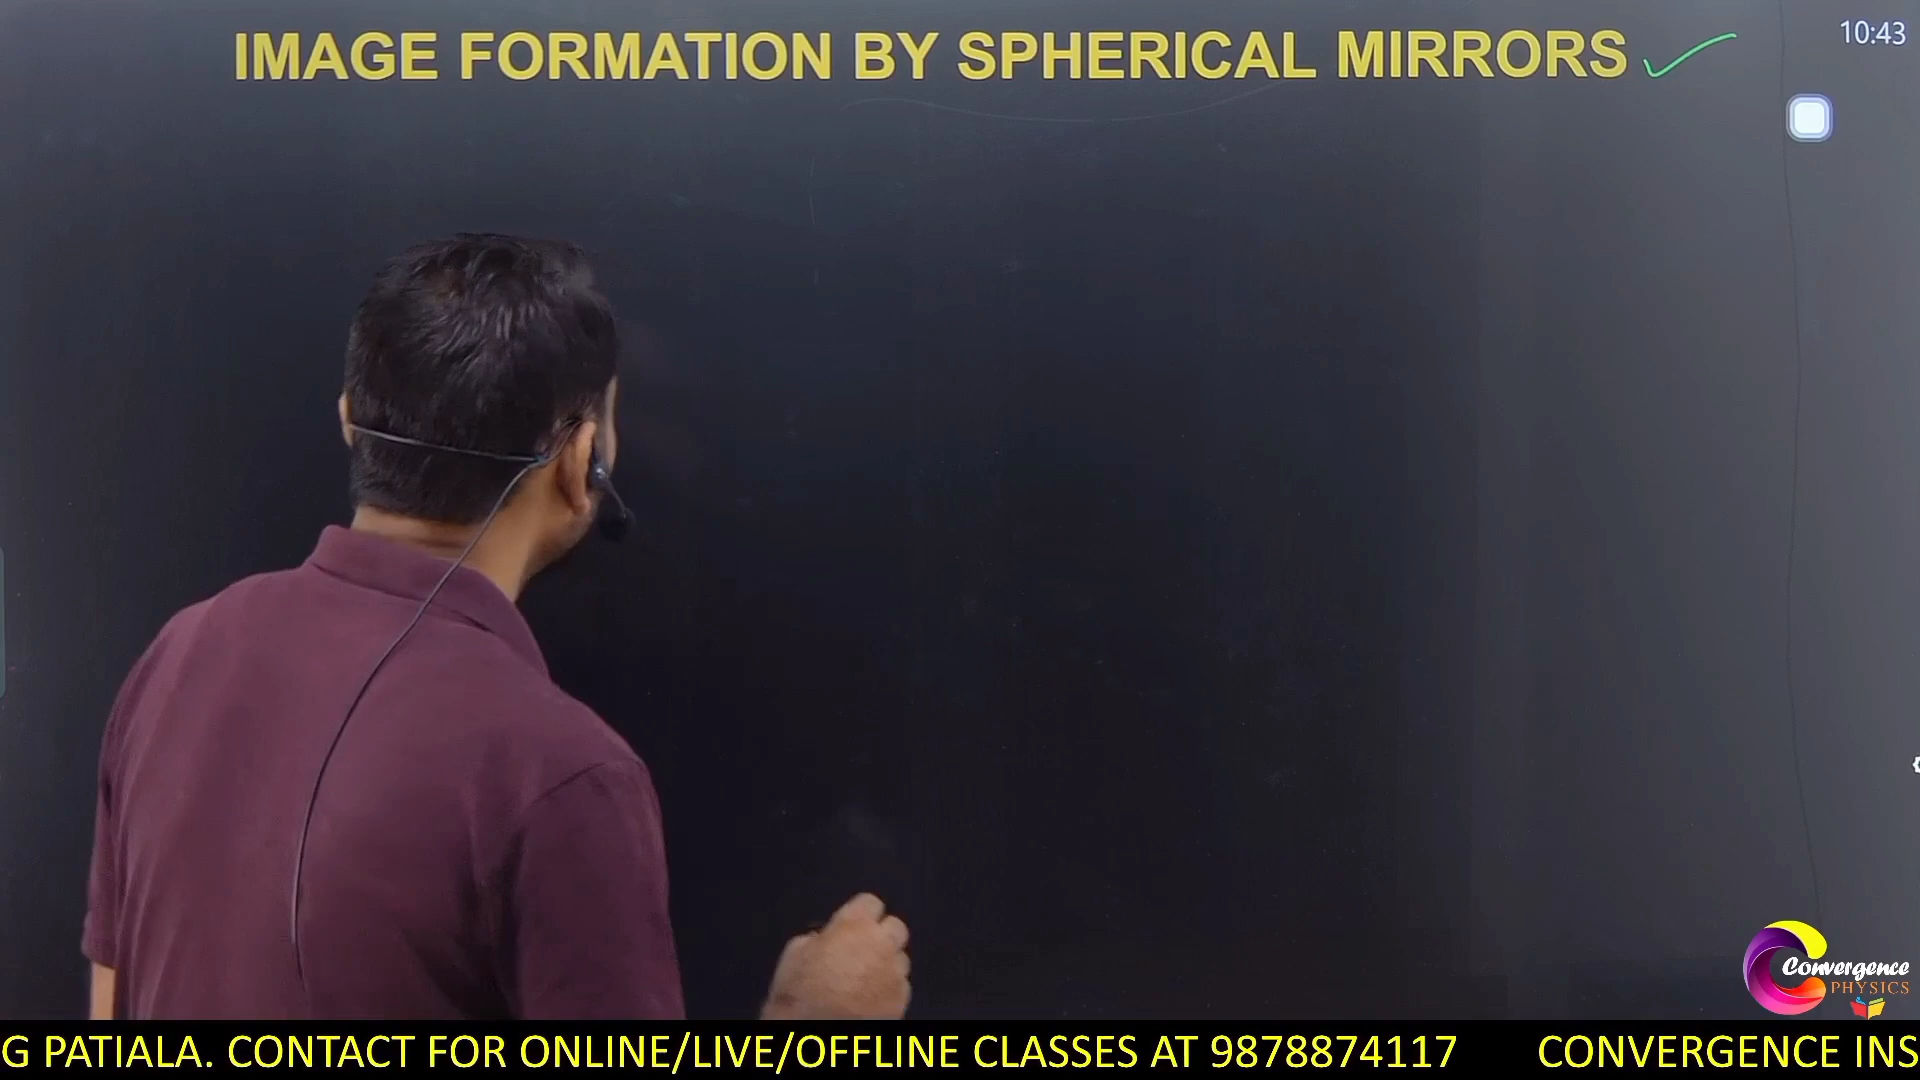 IMAGE FORMATION BY SPHERICAL MIRRORS
10:43
Convergence
PHYSICS
G PATIALA. CONTACT FOR ONLINE/LIVE/OFFLINE CLASSES AT 9878874117 CONVERGENCE INS